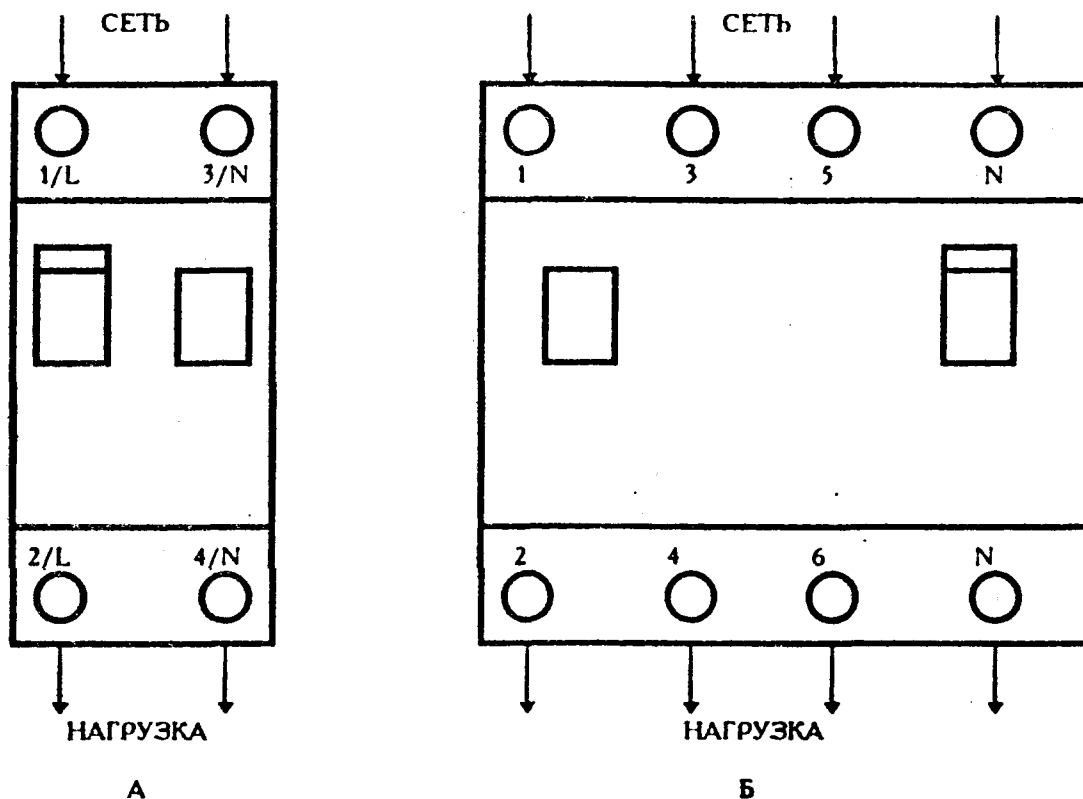 СЕТЬ
1/L 3/N
2/L 4/N
НАГРУЗКА
А
СЕТЬ
1 3 5 N
2 4 6 N
НАГРУЗКА
Б